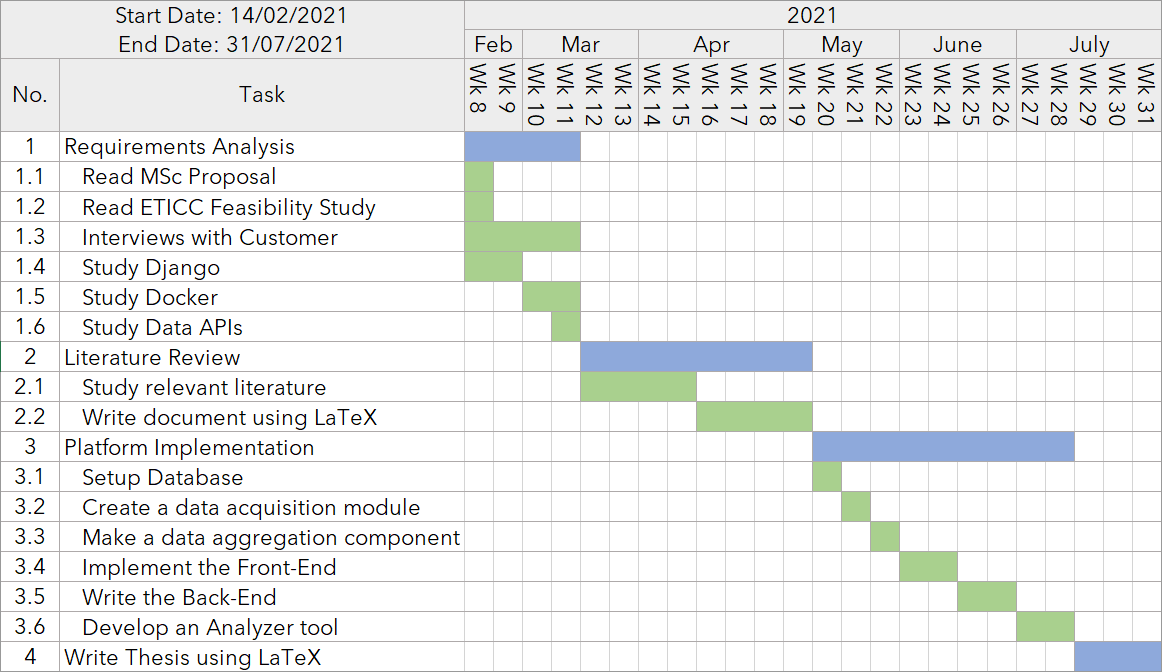 Start Date: 14/02/2021
End Date: 31/07/2021
2021
Feb Mar Apr May June July
No. Task
Wk 8 Wk 9 Wk 10 Wk 11 Wk 12 Wk 13 Wk 14 Wk 15 Wk 16 Wk 17 Wk 18 Wk 19 Wk 20 Wk 21 Wk 22 Wk 23 Wk 24 Wk 25 Wk 26 Wk 27 Wk 28 Wk 29 Wk 30 Wk 31
1 Requirements Analysis
1.1 Read MSc Proposal
1.2 Read ETICC Feasibility Study
1.3 Interviews with Customer
1.4 Study Django
1.5 Study Docker
1.6 Study Data APIs
2 Literature Review
2.1 Study relevant literature
2.2 Write document using LaTeX
3 Platform Implementation
3.1 Setup Database
3.2 Create a data acquisition module
3.3 Make a data aggregation component
3.4 Implement the Front-End
3.5 Write the Back-End
3.6 Develop an Analyzer tool
4 Write Thesis using LaTeX